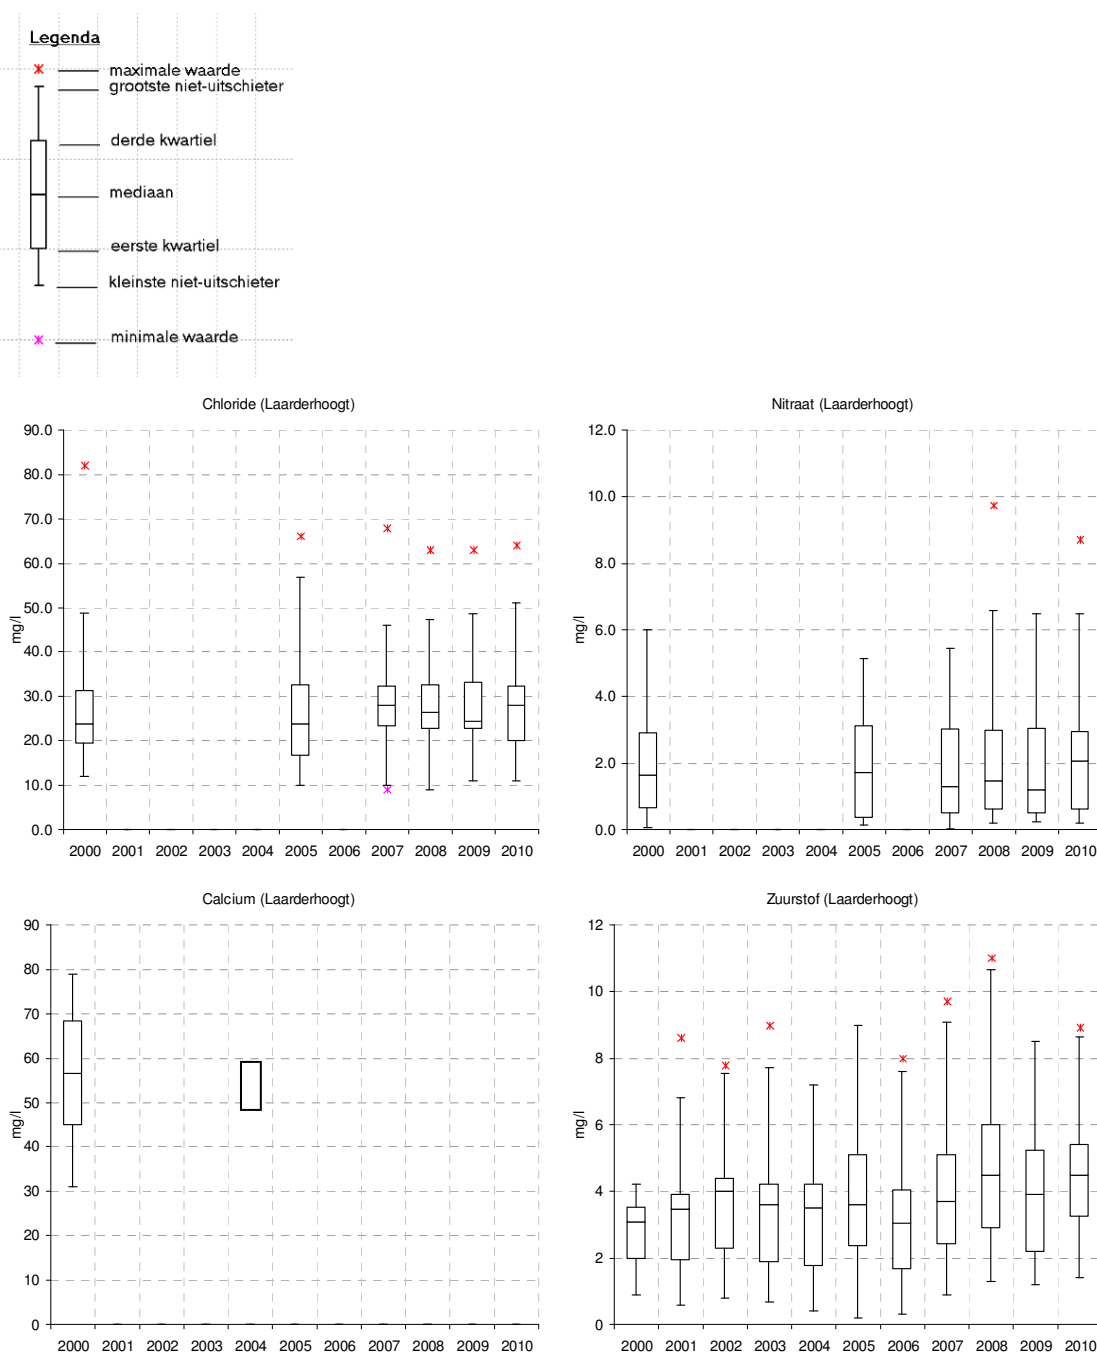 Legenda
maximale waarde
grootste niet-uitschieter
derde kwartiel
mediaan
eerste kwartiel
kleinste niet-uitschieter
minimale waarde
Chloride (Laarderhoogt)
90.0
80.0
70.0
60.0
50.0
40.0
30.0
20.0
10.0
0.0
mg/l
2000 2001 2002 2003 2004 2005 2006 2007 2008 2009 2010
Nitraat (Laarderhoogt)
12.0
10.0
8.0
6.0
4.0
2.0
0.0
mg/l
2000 2001 2002 2003 2004 2005 2006 2007 2008 2009 2010
Calcium (Laarderhoogt)
90
80
70
60
50
40
30
20
10
0
mg/l
2000 2001 2002 2003 2004 2005 2006 2007 2008 2009 2010
Zuurstof (Laarderhoogt)
12
10
8
6
4
2
0
mg/l
2000 2001 2002 2003 2004 2005 2006 2007 2008 2009 2010